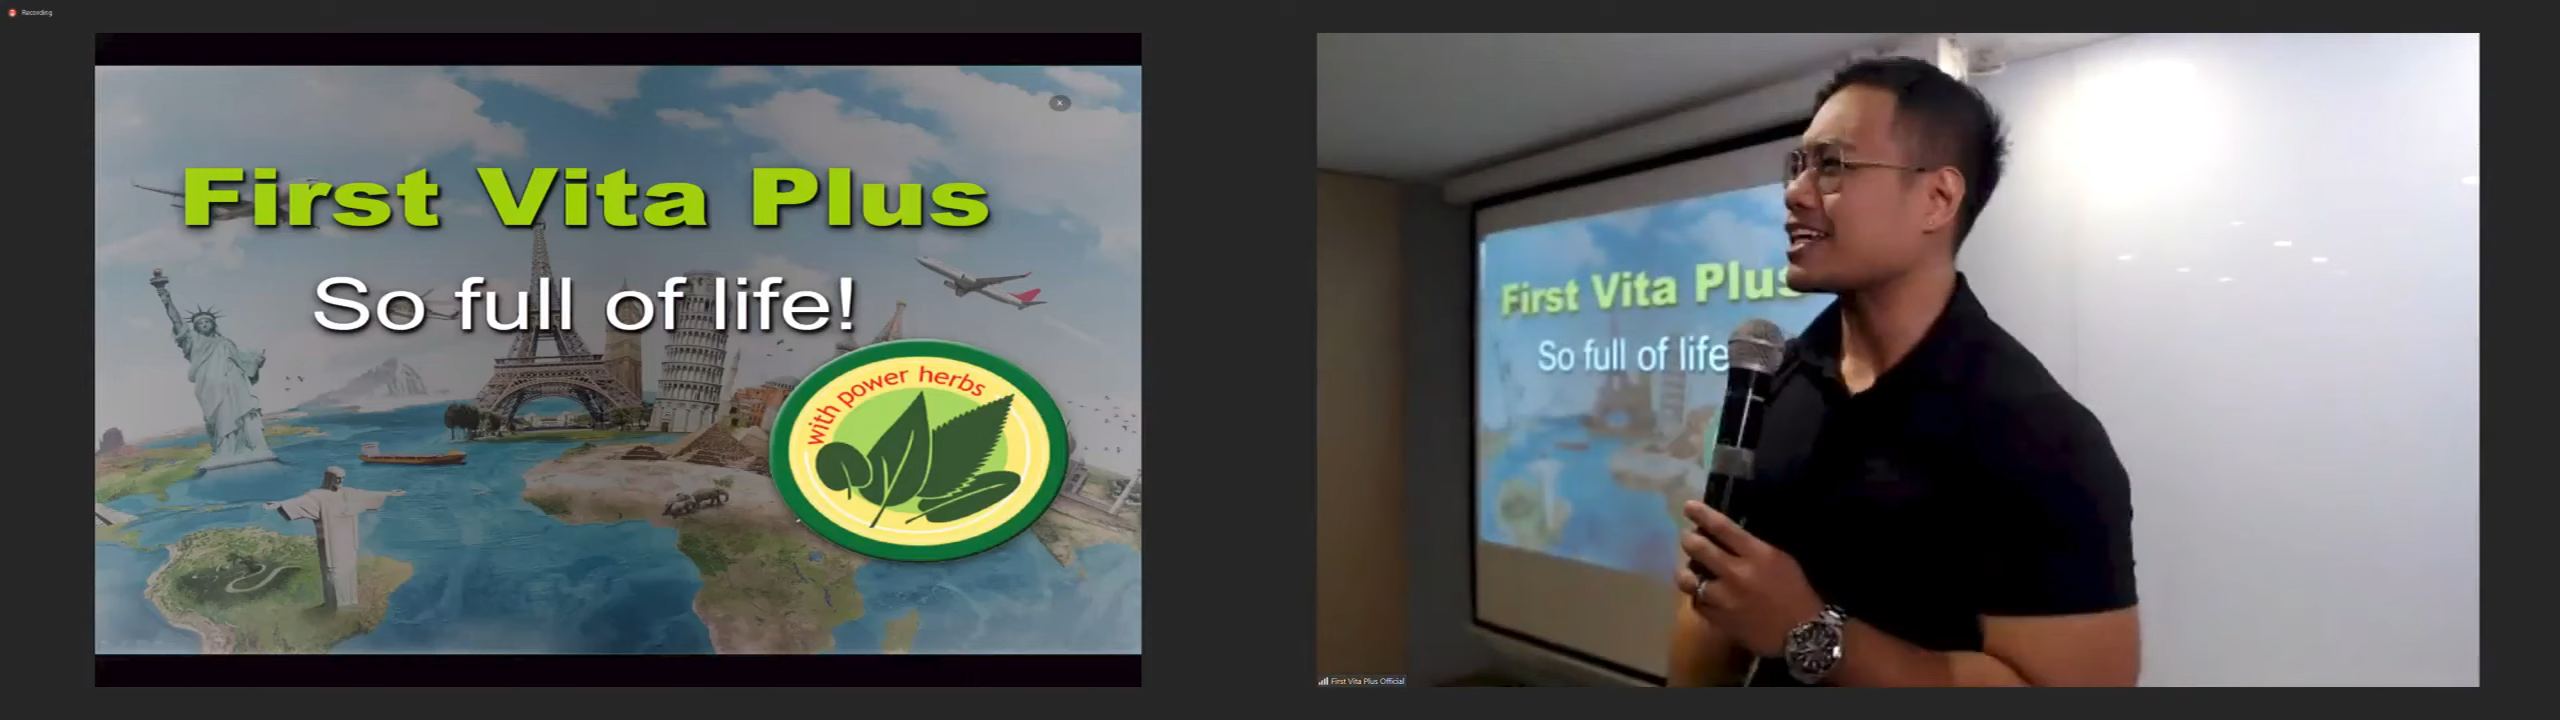 Recording
First Vita Plus
So full of life!
with power herbs
First Vita Plus
So full of life
First Vita Plus Official